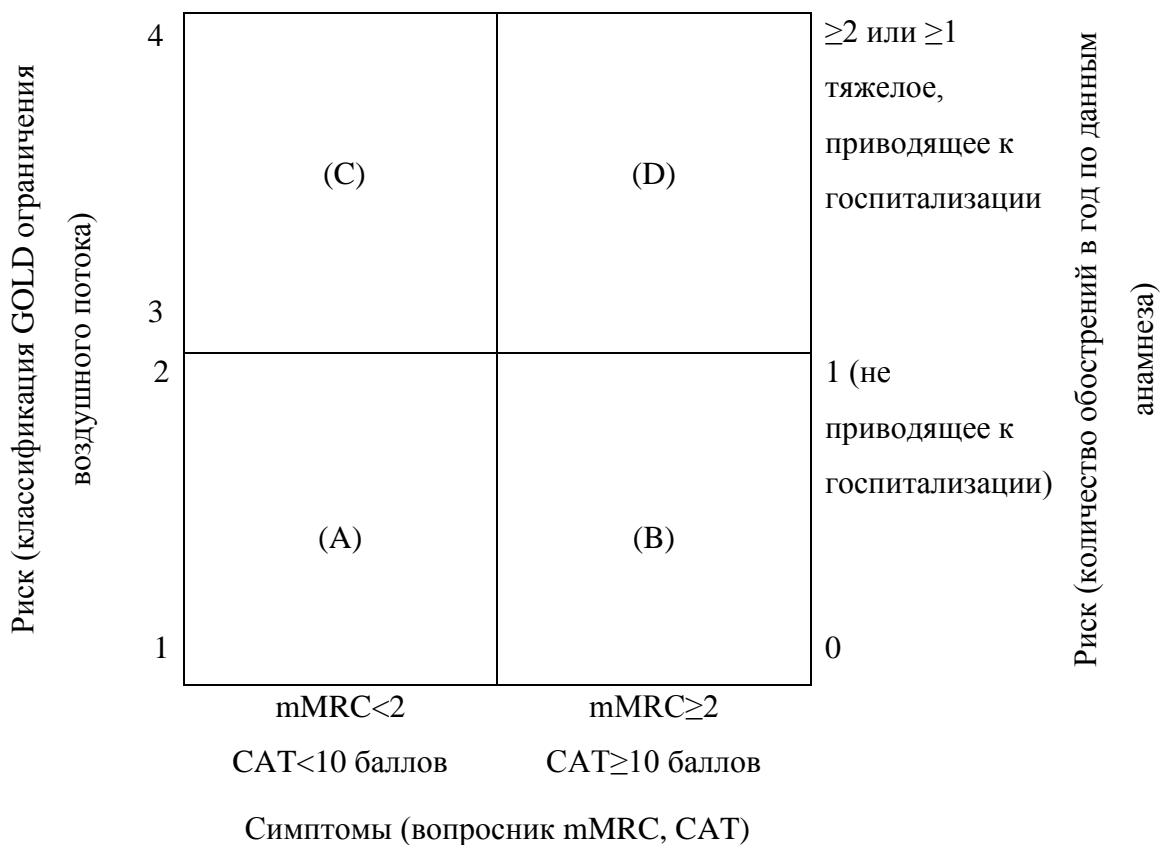 Риск (классификация GOLD ограничения
воздушного потока)
4
3
2
1
(C)
(D)
(A)
(B)
≥2 или ≥1
тяжелое,
приводящее к
госпитализации
1 (не
приводящее к
госпитализации)
0
Риск (количество обострений в год по данным
анамнеза)
mMRC<2
mMRC≥2
CAT<10 баллов
CAT≥10 баллов
Симптомы (вопросник mMRC, CAT)